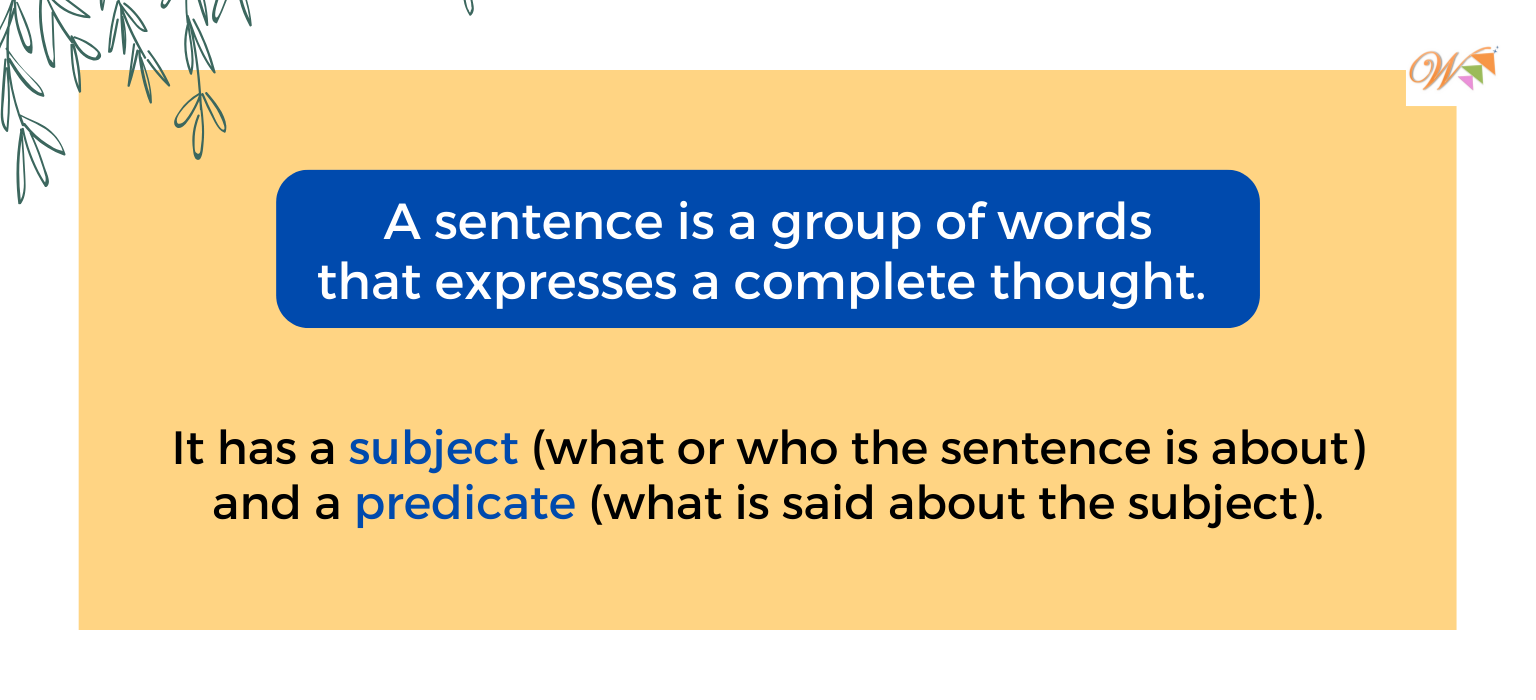 W
A sentence is a group of words
that expresses a complete thought.
It has a subject (what or who the sentence is about)
and a predicate (what is said about the subject).